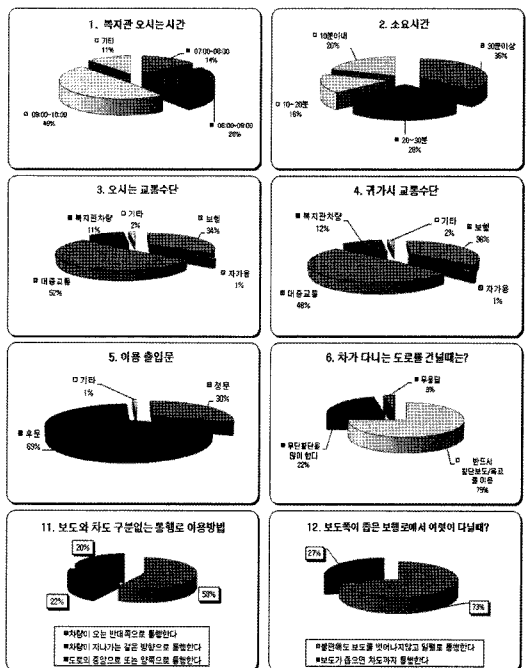 1. 복지관 오시는 시간
기타
11%
07:00-08:00
14%
09:00-10:00
49%
08:00-09:00
26%
2. 소요시간
10분이내
20%
30분이상
36%
10~20분
16%
20~30분
28%
3. 오시는 교통수단
복지관차량
11%
기타
2%
보행
34%
대중교통
52%
자가용
1%
4. 귀가시 교통수단
복지관차량
12%
기타
2%
보행
36%
대중교통
48%
자가용
1%
5. 이용 출입문
기타
1%
정문
30%
후문
69%
6. 차가 다니는 도로를 건널때는?
무응답
무단횡단을
많이 한다
22%
반드시
횡단보도/육교
를 이용
11. 보도와 차도 구분없는 통행로 이용방법
20%
22%
58%
차량이 오는 반대쪽으로 통행한다
차량이 지나가는 같은 방향으로 통행한다
도로의 중앙으로 또는 양쪽으로 통행한다
12. 보도쪽이 좁은 보행로에서 여럿이 다닐때?
27%
73%
불편해도 보도를 벗어나지않고 일렬로 통행한다
보도가 좁으면 차도까지 통행한다